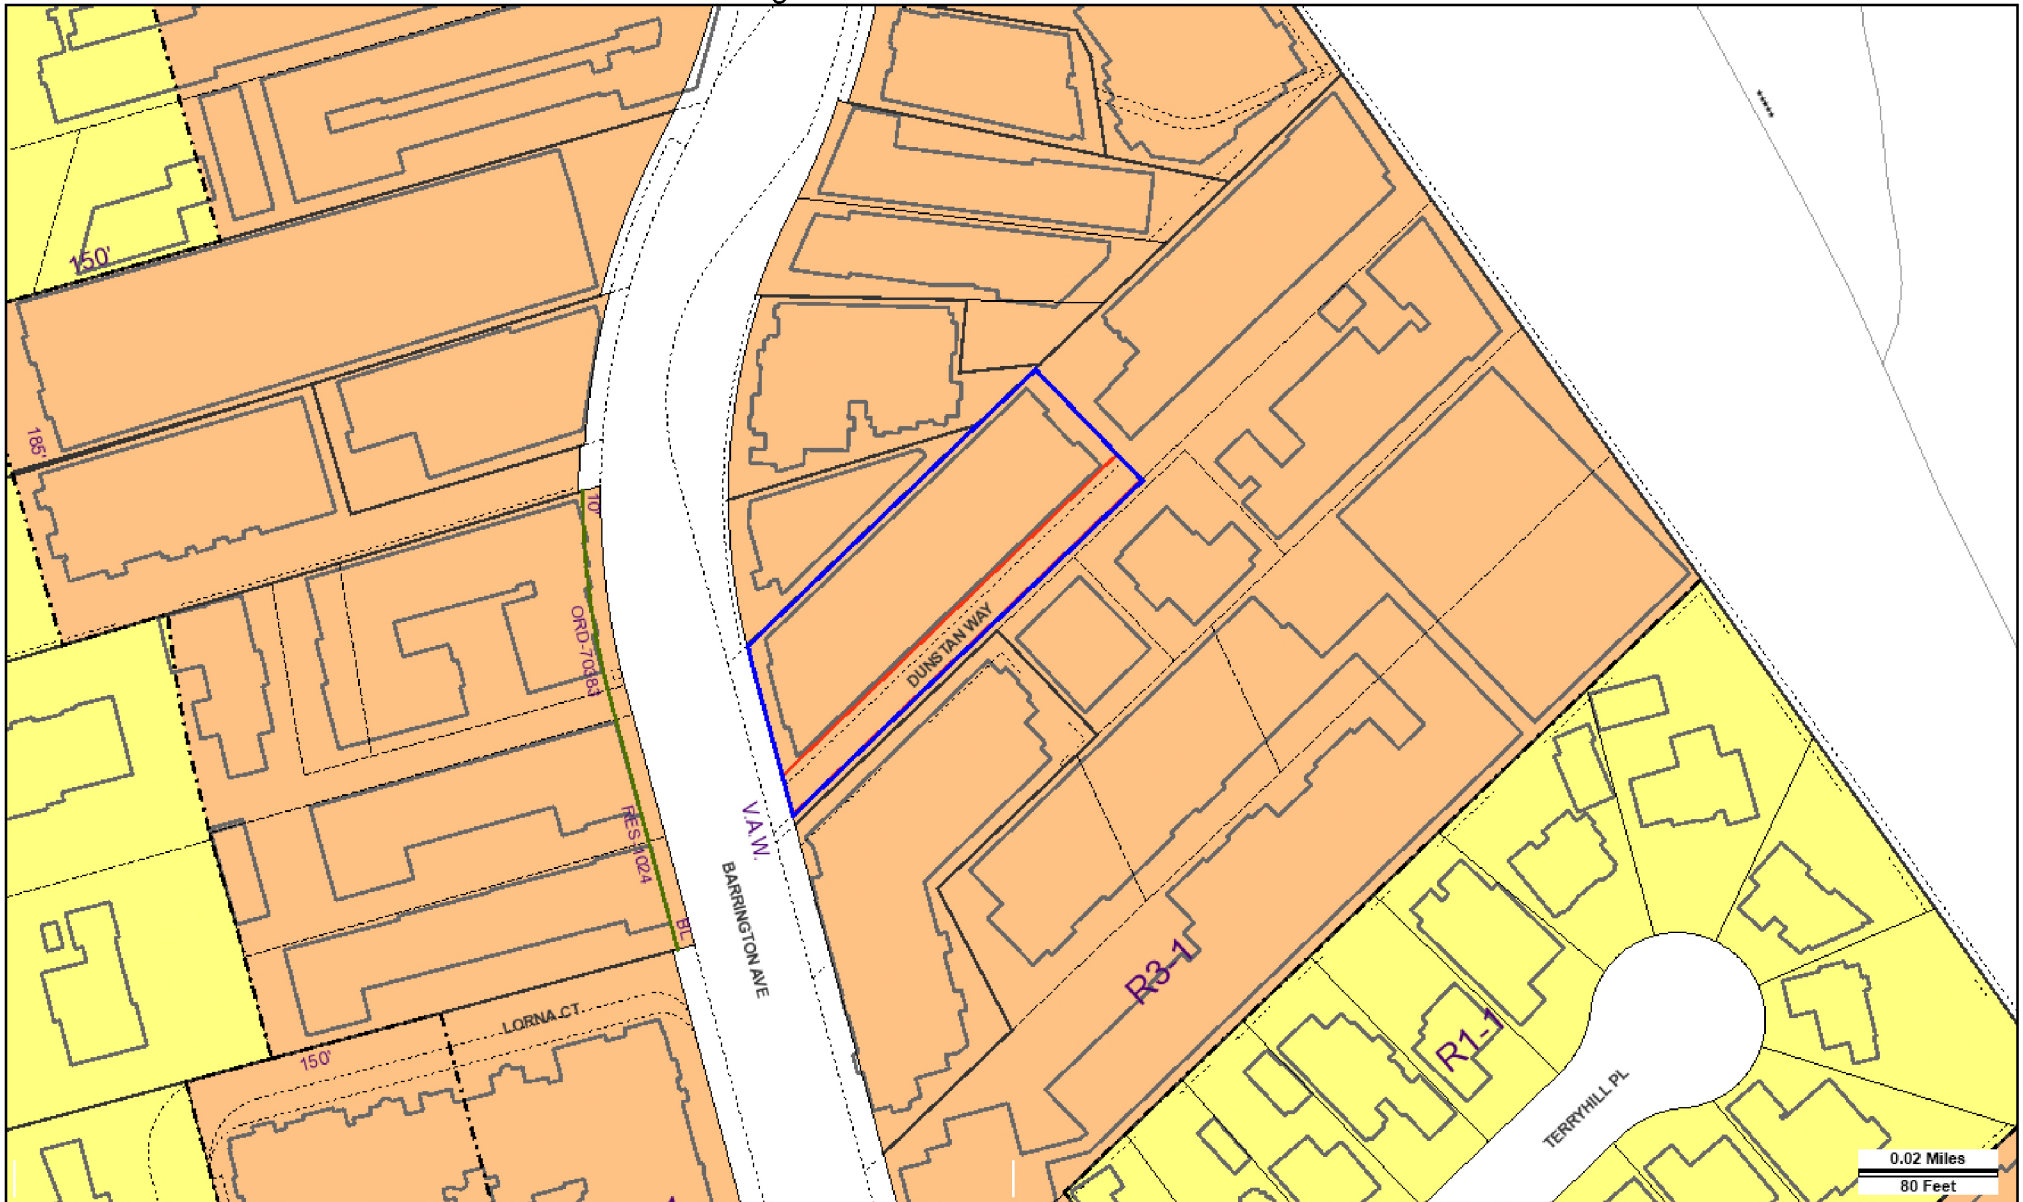 150'
185'
10'
ORD-70383
DUNSTAN WAY
V.A.W.
RES-1024
BARRINGTON AVE
BL
R3-1
LORNA CT
R1-1
150'
TERRYHILL PL
0.02 Miles
80 Feet